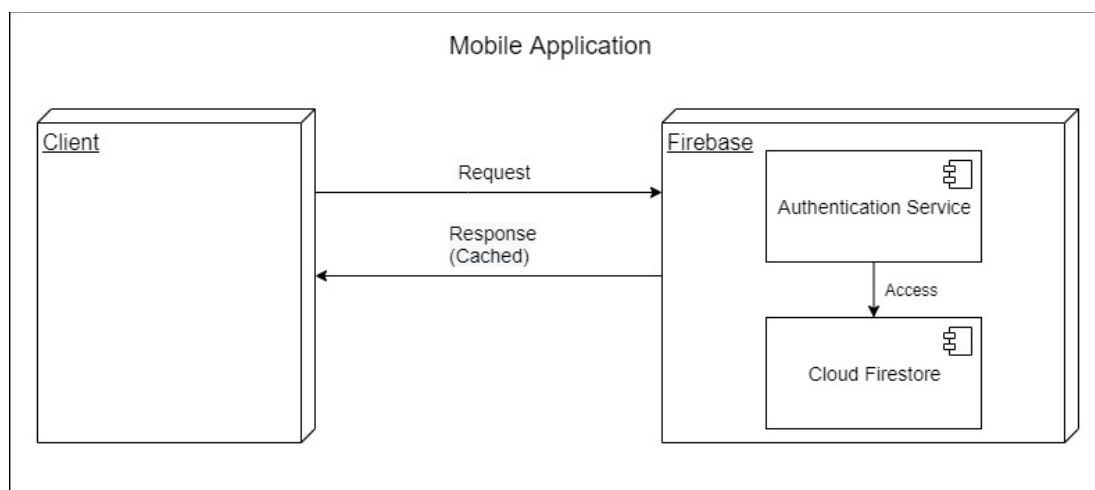 Mobile Application
Client
Request
Response
(Cached)
Firebase
Authentication Service
Access
Cloud Firestore